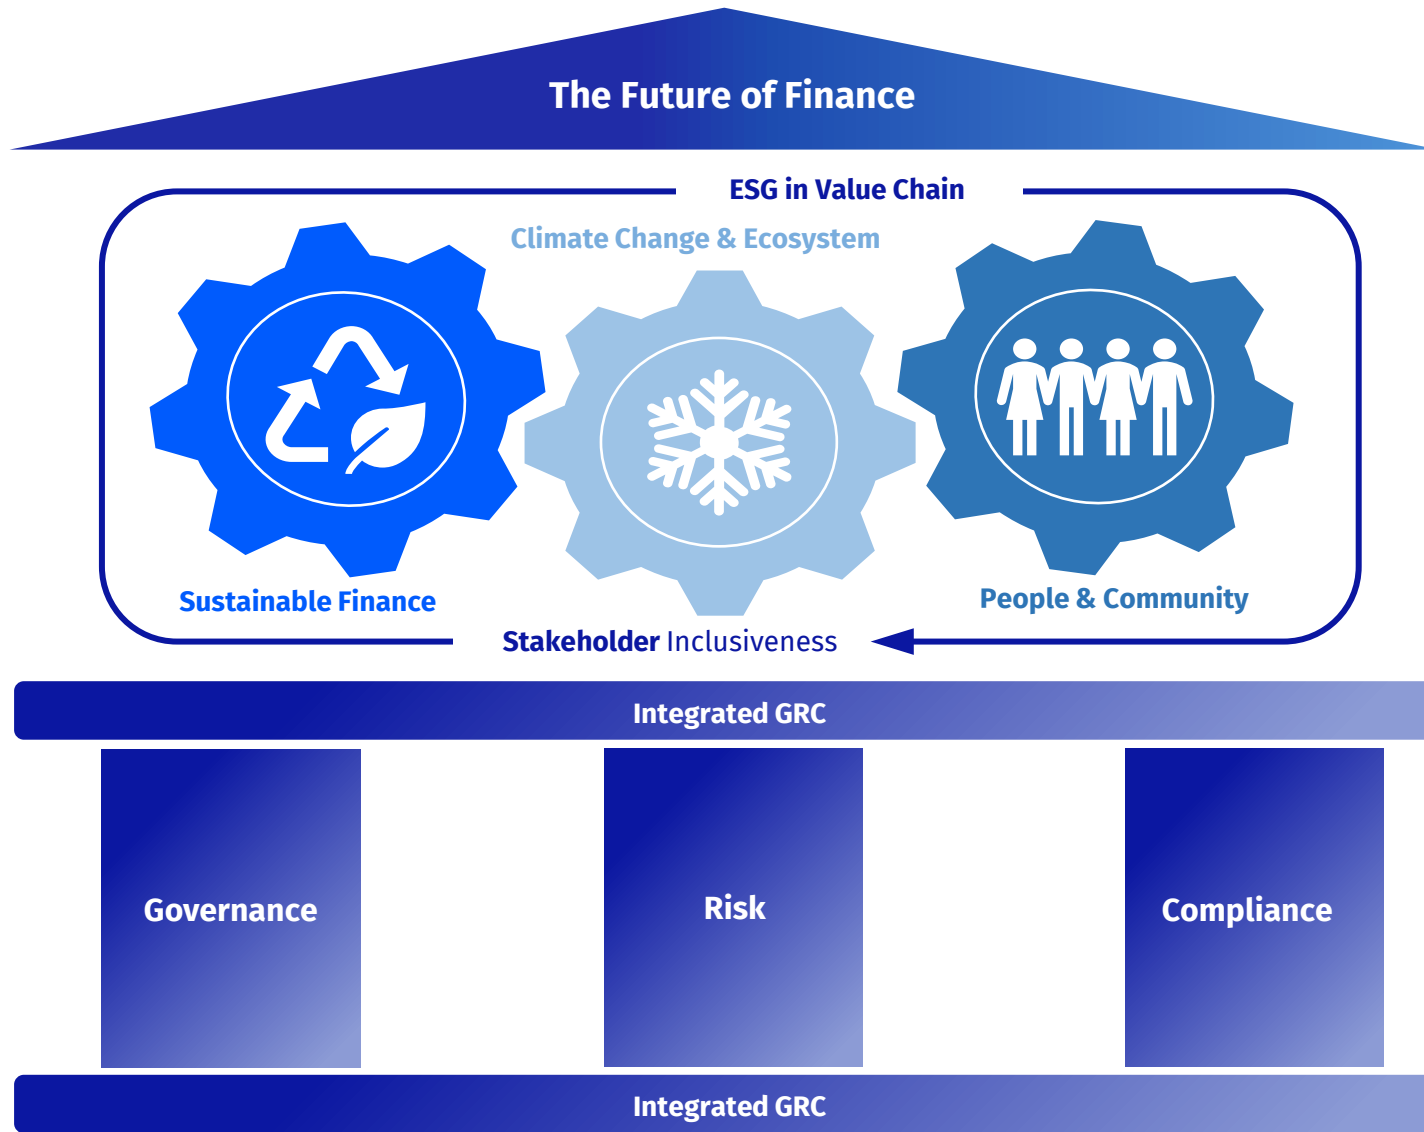 The Future of Finance
ESG in Value Chain
Climate Change & Ecosystem
Sustainable Finance
People & Community
Stakeholder Inclusiveness
Integrated GRC
Governance
Risk
Compliance
Integrated GRC